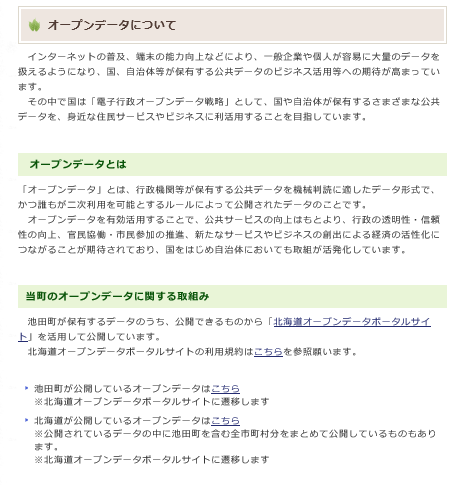 オープンデータについて
インターネットの普及、端末の能力向上などにより、一般企業や個人が容易に大量のデータを
扱えるようになり、国、自治体等が保有する公共データのビジネス活用等への期待が高まってい
ます。
その中で国は「電子行政オープンデータ戦略」として、国や自治体が保有するさまざまな公共
データを、身近な住民サービスやビジネスに利活用することを目指しています。
オープンデータとは
「オープンデータ」とは、行政機関等が保有する公共データを機械判読に適したデータ形式で、
かつ誰もが二次利用を可能とするルールによって公開されたデータのことです。
オープンデータを有効活用することで、公共サービスの向上はもとより、行政の透明性・信頼
性の向上、官民協働・市民参加の推進、新たなサービスやビジネスの創出による経済の活性化に
つながることが期待されており、国をはじめ自治体においても取組が活発化しています。
当町のオープンデータに関する取組み
池田町が保有するデータのうち、公開できるものから「北海道オープンデータポータルサイ
ト」を活用して公開しています。
北海道オープンデータポータルサイトの利用規約はこちらを参照願います。
池田町が公開しているオープンデータはこちら
※北海道オープンデータポータルサイトに遷移します
北海道が公開しているオープンデータはこちら
※公開されているデータの中に池田町を含む全市町村分をまとめて公開しているものもあり
ます。
※北海道オープンデータポータルサイトに遷移します